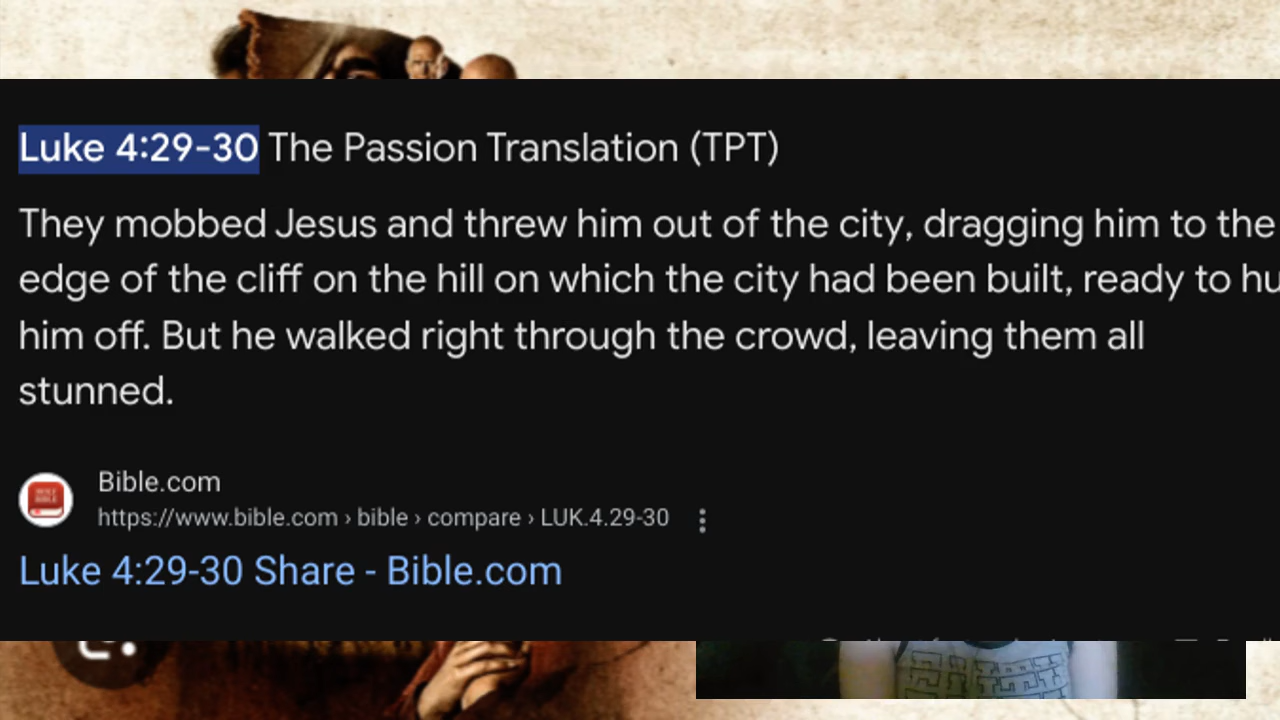 Luke 4:29-30 The Passion Translation (TPT)
They mobbed Jesus and threw him out of the city, dragging him to the
edge of the cliff on the hill on which the city had been built, ready to
him off. But he walked right through the crowd, leaving them all
stunned.
HOLY BIBLE
Bible.com
https://www.bible.com › bible › compare › LUK.4.29-30
Luke 4:29-30 Share - Bible.com